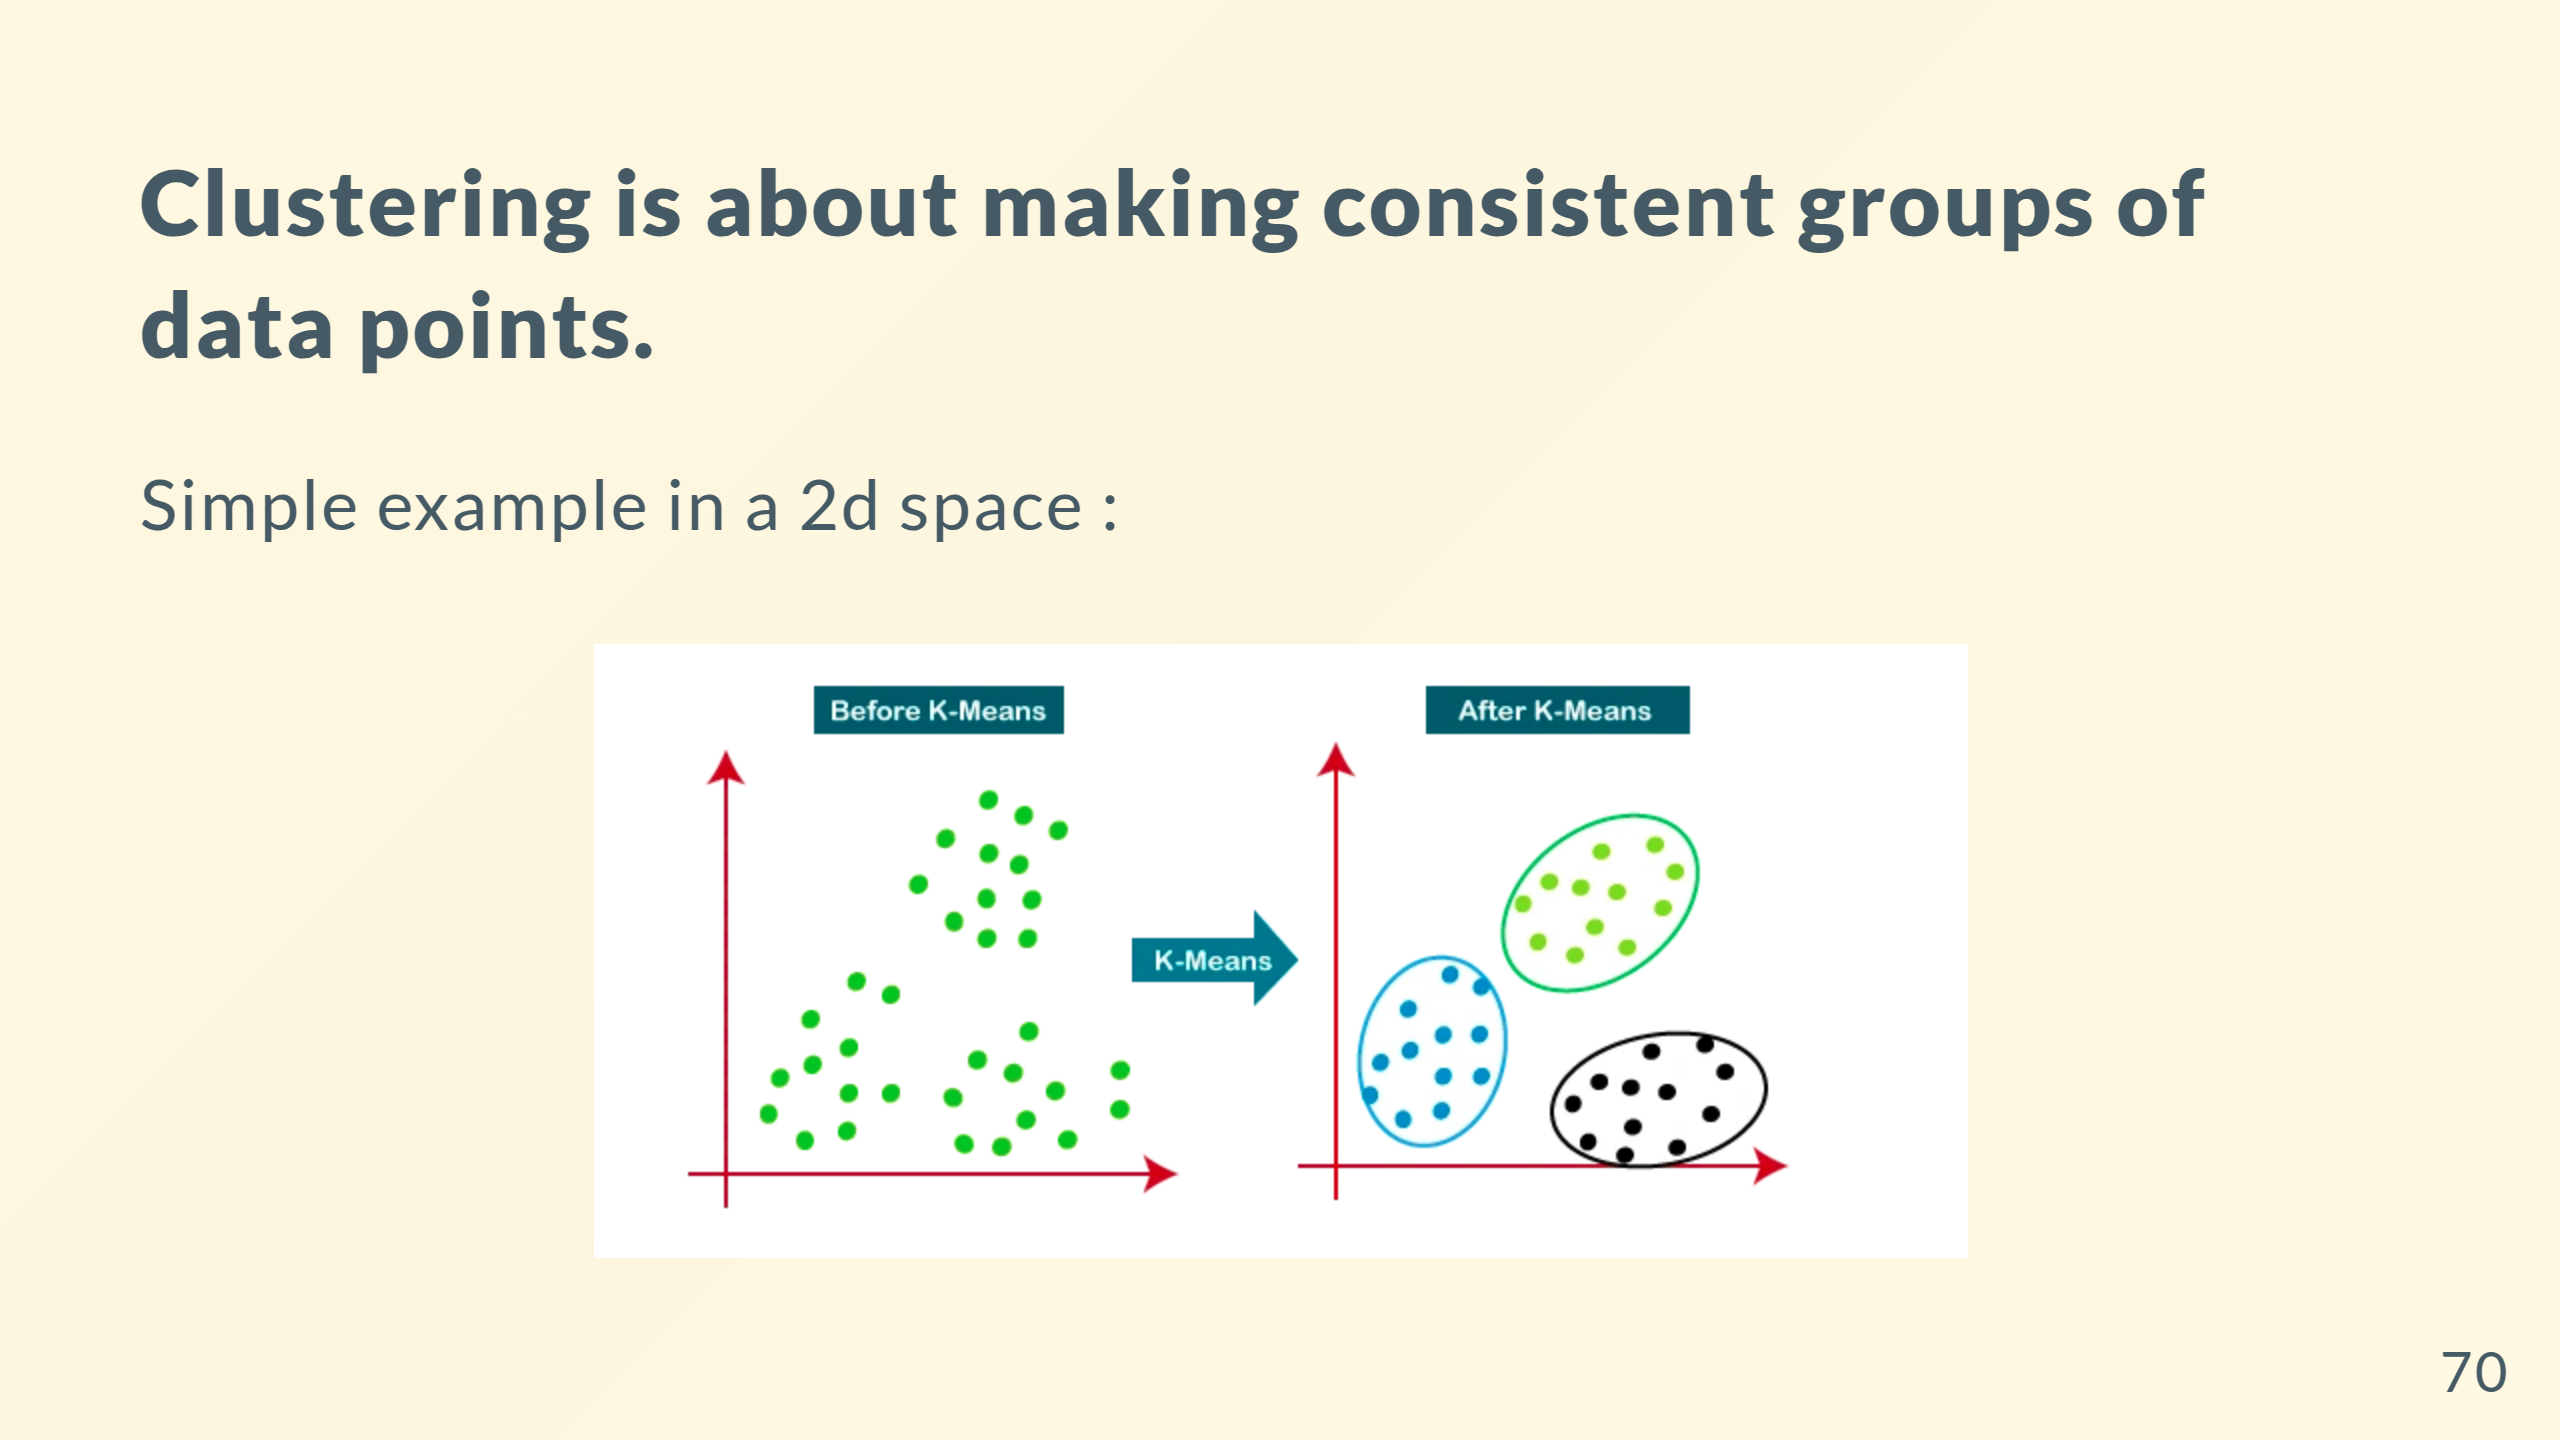 Clustering is about making consistent groups of
data points.
Simple example in a 2d space :
Before K-Means
After K-Means
K-Means
70